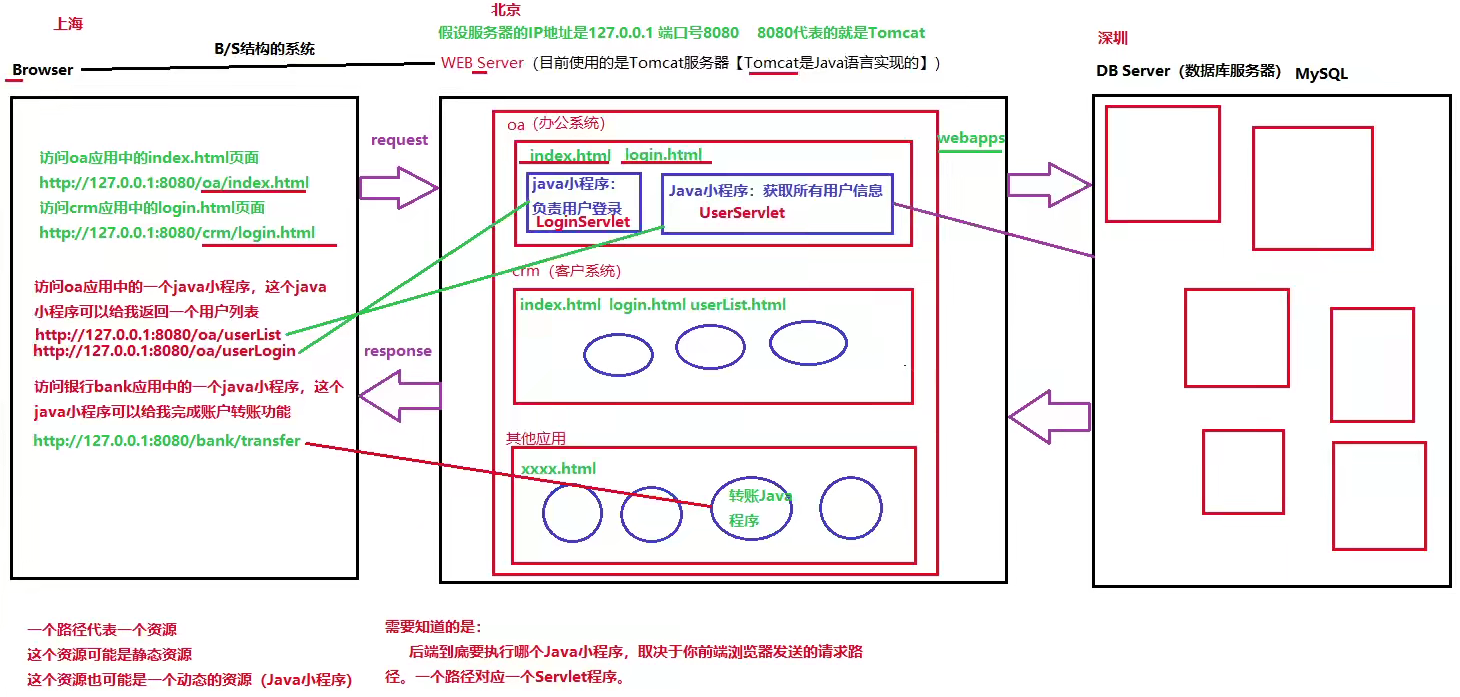 上海
北京
假设服务器的IP地址是127.0.0.1 端口号8080 8080代表的就是Tomcat
深圳
B/S结构的系统
Browser
WEB Server（目前使用的是Tomcat服务器【Tomcat是Java语言实现的】）
DB Server（数据库服务器） MySQL
访问oa应用中的index.html页面
http://127.0.0.1:8080/oa/index.html
访问crm应用中的login.html页面
http://127.0.0.1:8080/crm/login.html
访问oa应用中的一个java小程序，这个java
小程序可以给我返回一个用户列表
http://127.0.0.1:8080/oa/userList
http://127.0.0.1:8080/oa/userLogin
访问银行bank应用中的一个java小程序，这个
java小程序可以给我完成账户转账功能
http://127.0.0.1:8080/bank/transfer
request
response
oa（办公系统）
webapps
index.html login.html
java小程序：
负责用户登录
LoginServlet
Java小程序：获取所有用户信息
UserServlet
crm（客户系统）
index.html login.html userList.html
其他应用
xxxx.html
转账Java
程序
一个路径代表一个资源
这个资源可能是静态资源
这个资源也可能是一个动态的资源（Java小程序）
需要知道的是：
后端到底要执行哪个Java小程序，取决于你前端浏览器发送的请求路
径。一个路径对应一个Servlet程序。